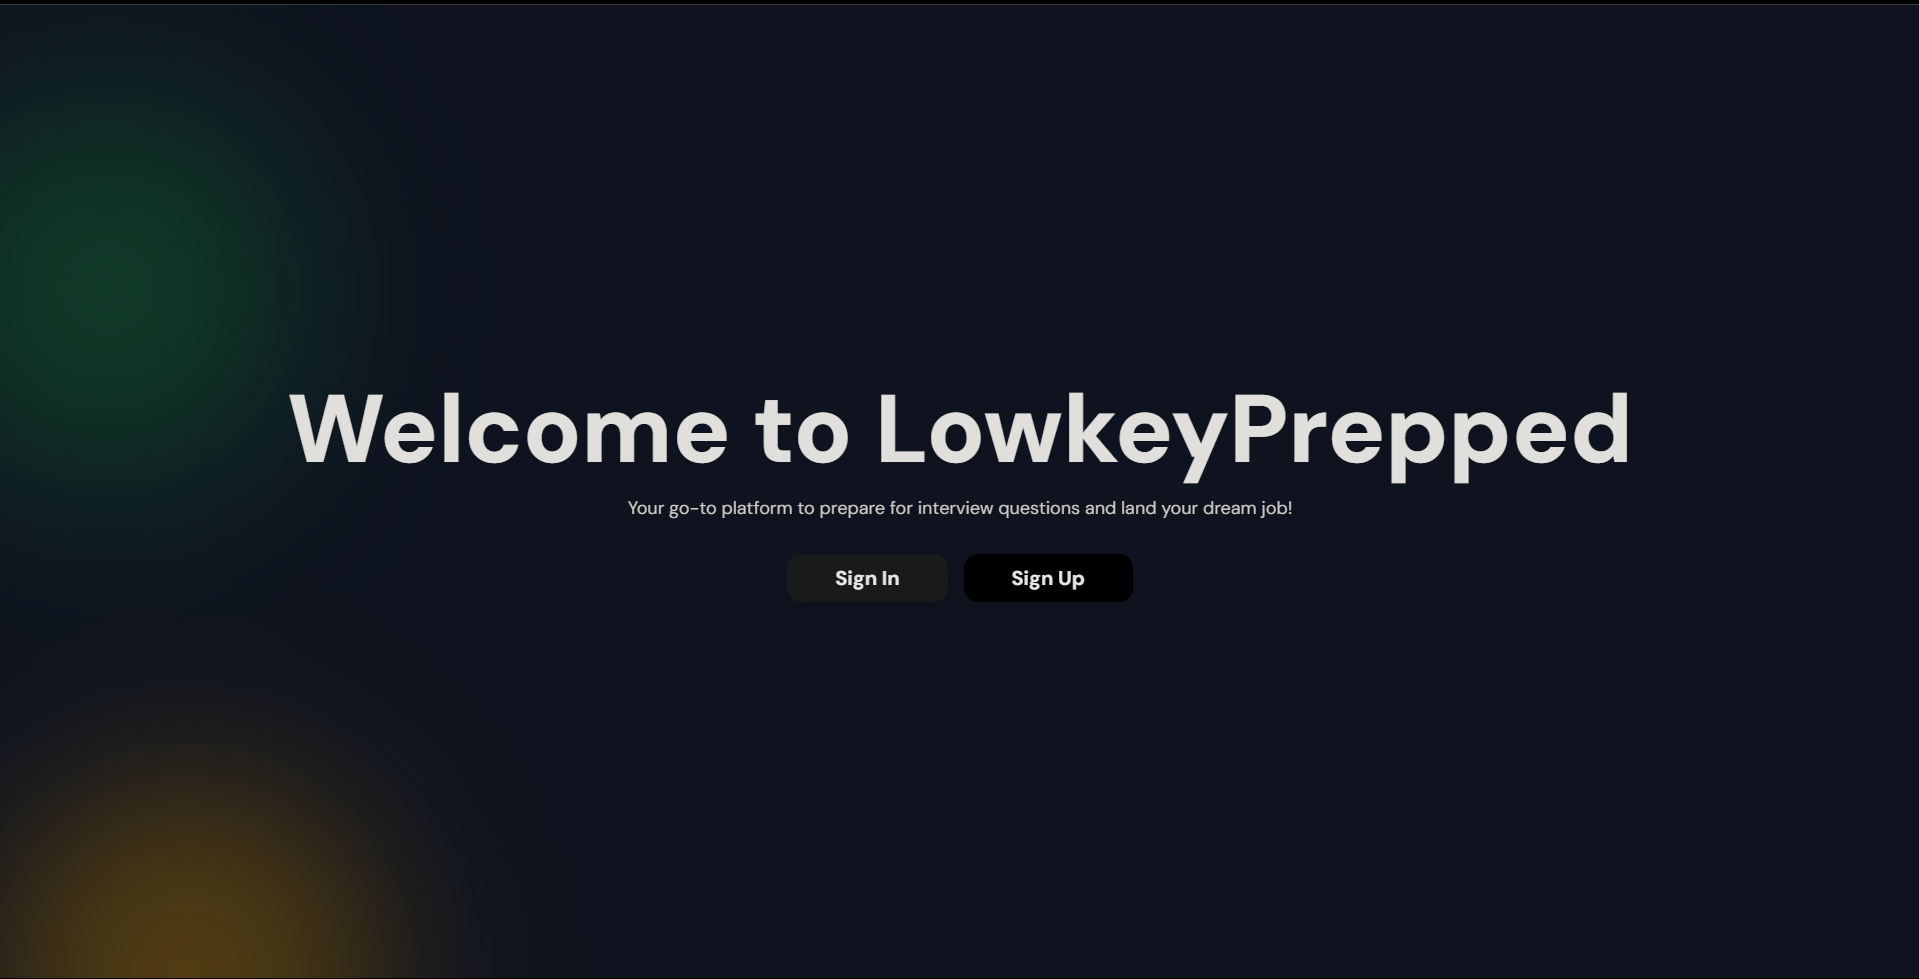 Welcome to LowkeyPrepped
Your go-to platform to prepare for interview questions and land your dream job!
Sign In
Sign Up